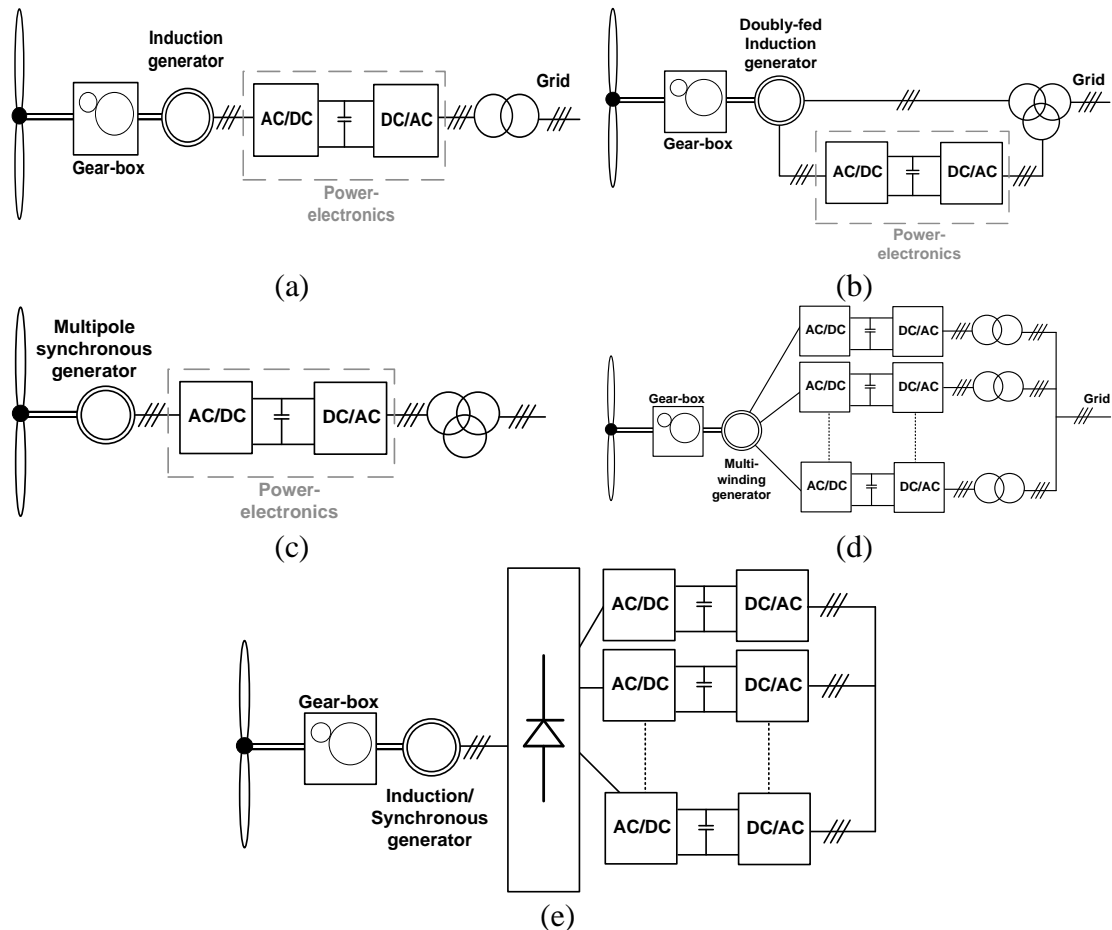 Induction
generator
Grid
AC/DC
DC/AC
Gear-box
Power-
electronics
(a)
Doubly-fed
Induction
generator
Grid
Gear-box
AC/DC
DC/AC
Power-
electronics
(b)
Multipole
synchronous
generator
AC/DC
DC/AC
Power-
electronics
(c)
AC/DC
DC/AC
AC/DC
DC/AC
Gear-box
Grid
Multi-
winding
generator
AC/DC
DC/AC
(d)
AC/DC
DC/AC
AC/DC
DC/AC
Gear-box
Induction/
Synchronous
generator
AC/DC
DC/AC
(e)